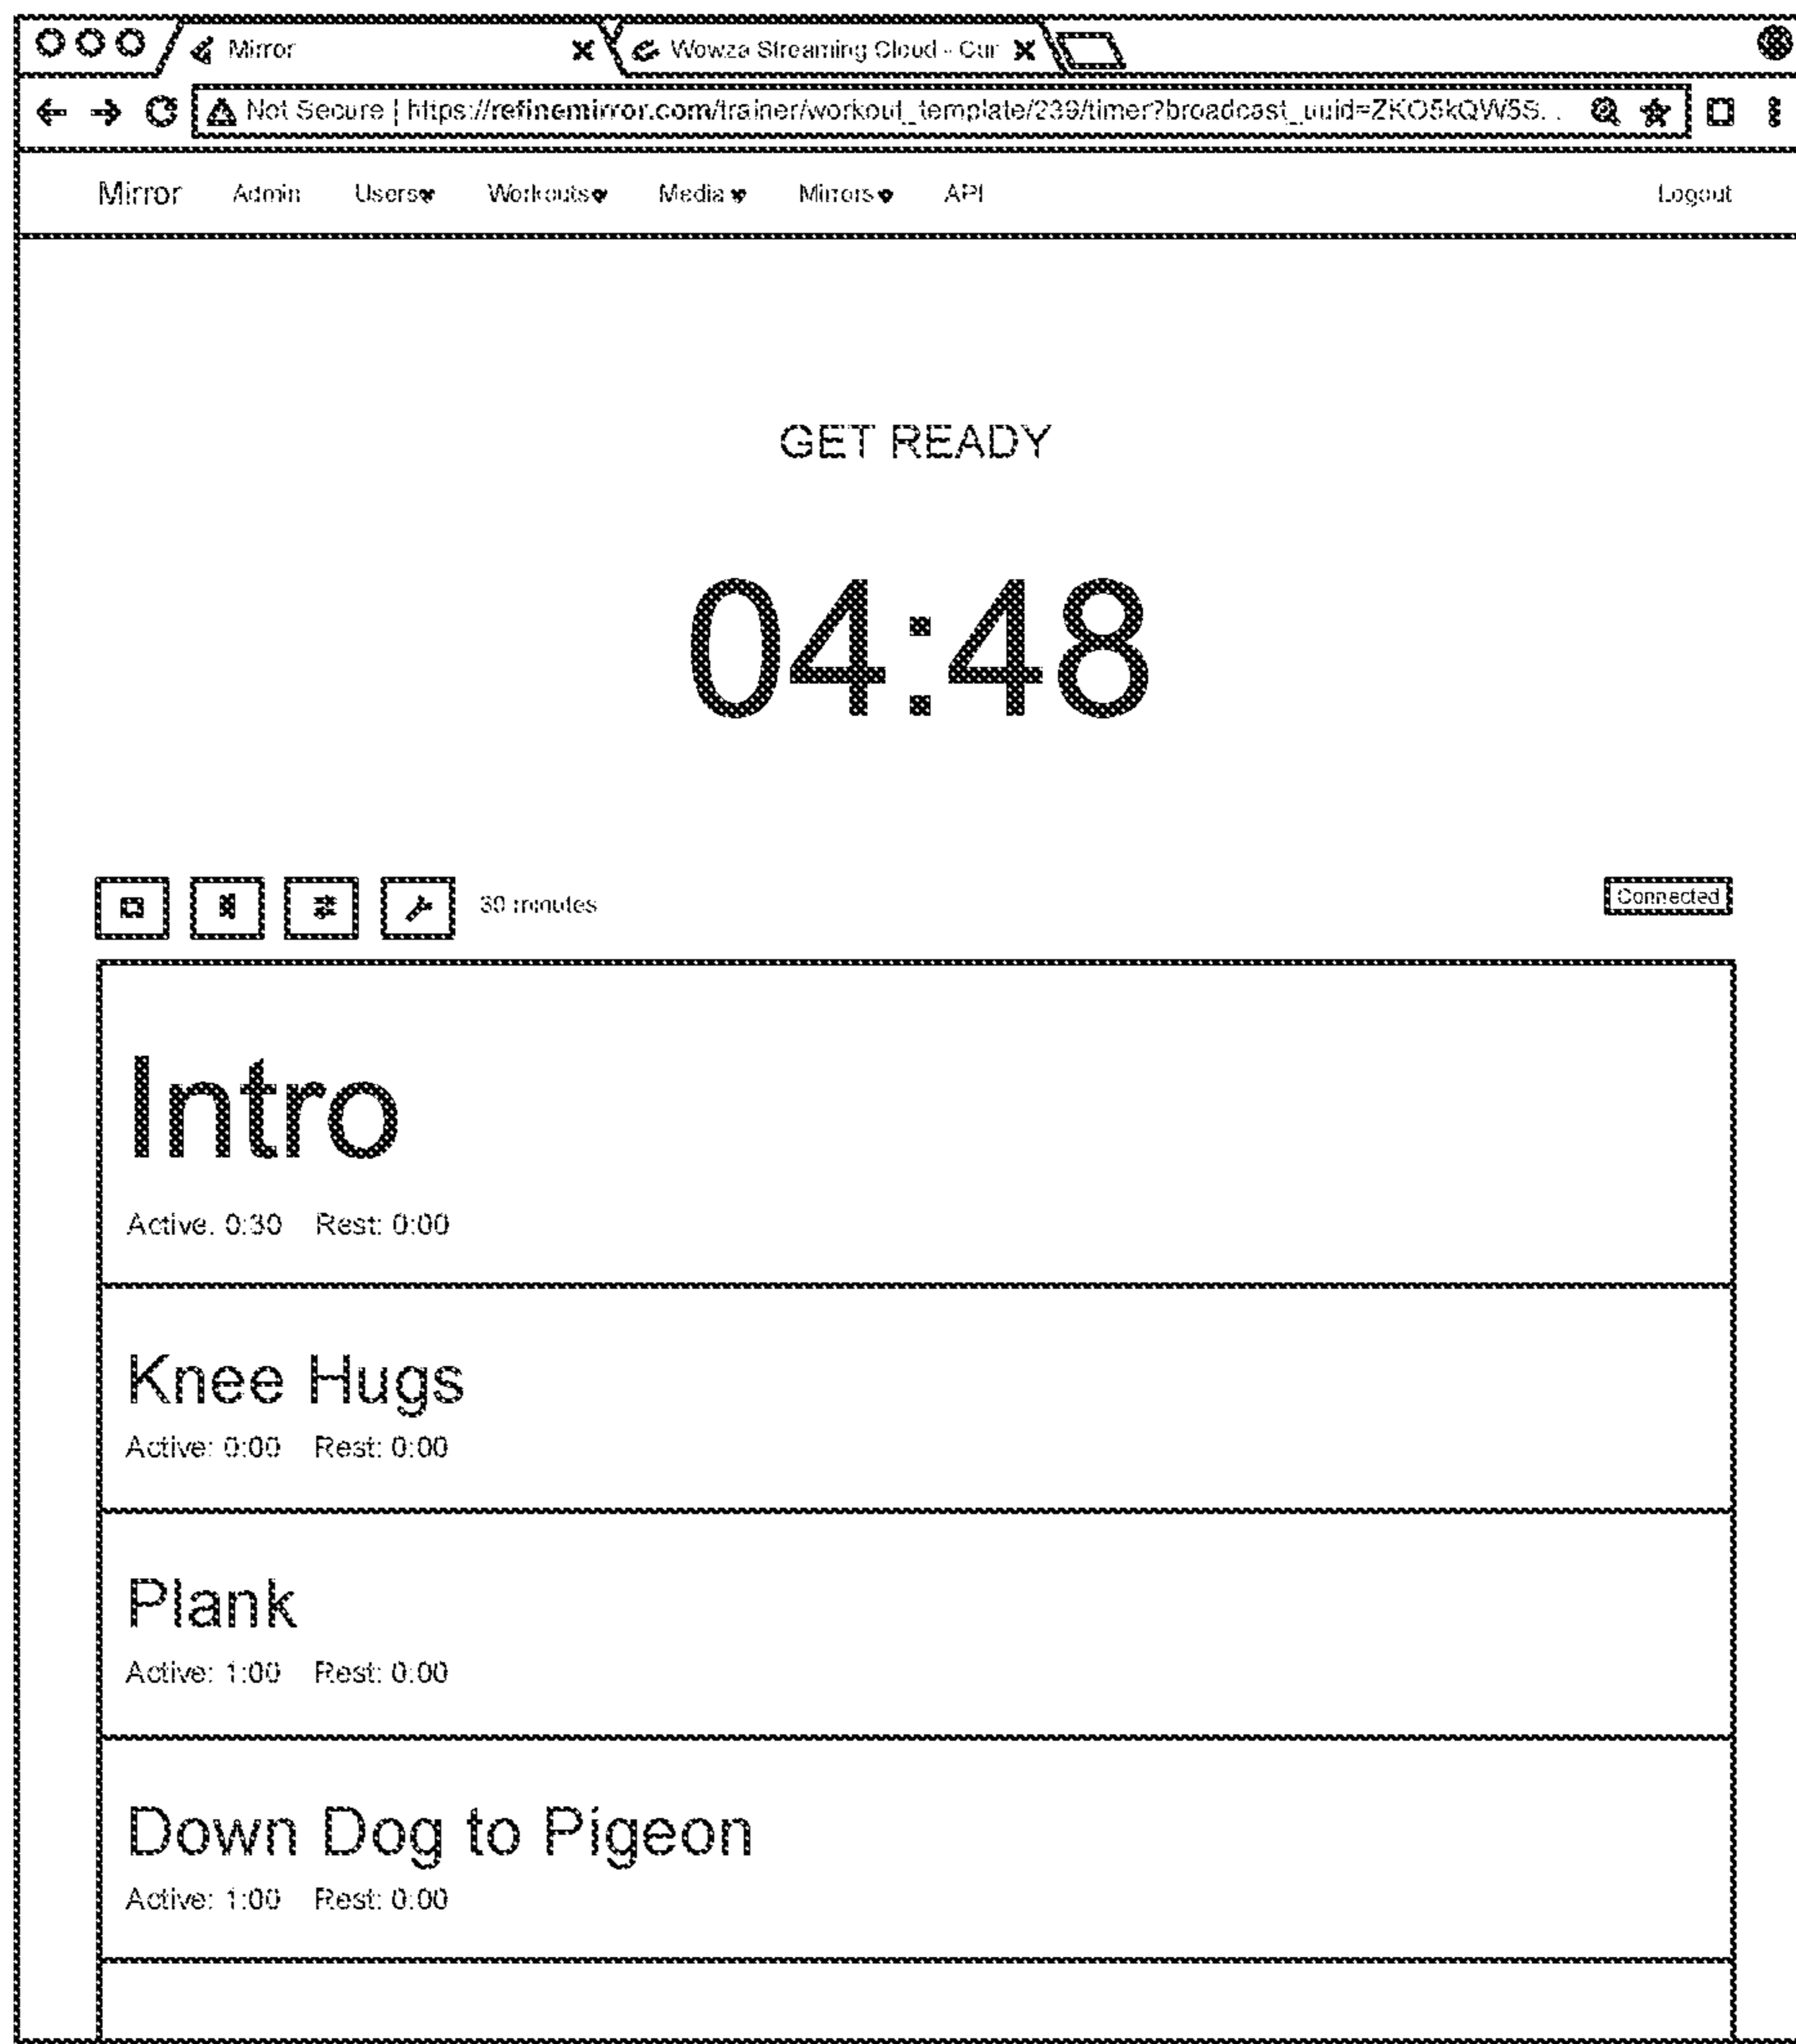 Mirror
Wowza Streaming Cloud - Cur
Not Secure | https://refinemirror.com/trainer/workout_template/239/timer?broadcast_uuid=ZKO5kQW5S. .
Mirror Admin Users Workouts Media Mirrors API Logout
GET READY
04:48
30 minutes
Connected
Intro
Active: 0:30 Rest: 0:00
Knee Hugs
Active: 0:00 Rest: 0:00
Plank
Active: 1:00 Rest: 0:00
Down Dog to Pigeon
Active: 1:00 Rest: 0:00